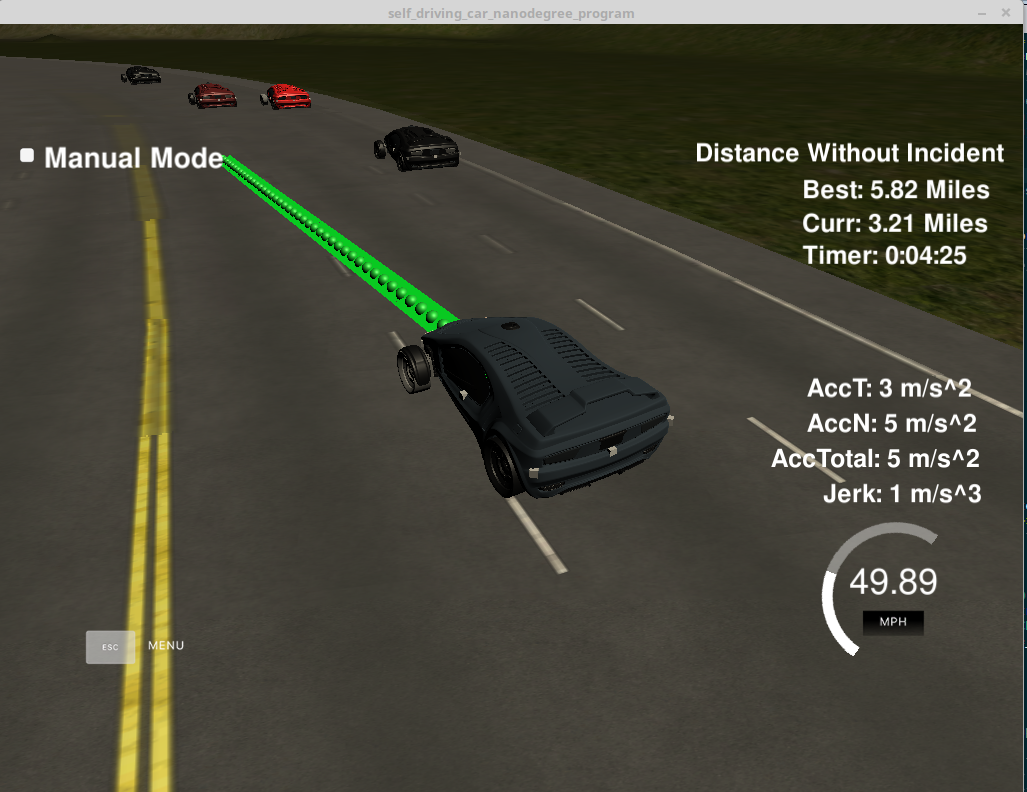 self_driving_car_nanodegree_program
Manual Mode
Distance Without Incident
Best: 5.82 Miles
Curr: 3.21 Miles
Timer: 0:04:25
AccT: 3 m/s^2
AccN: 5 m/s^2
AccTotal: 5 m/s^2
Jerk: 1 m/s^3
49.89
MPH
ESC MENU